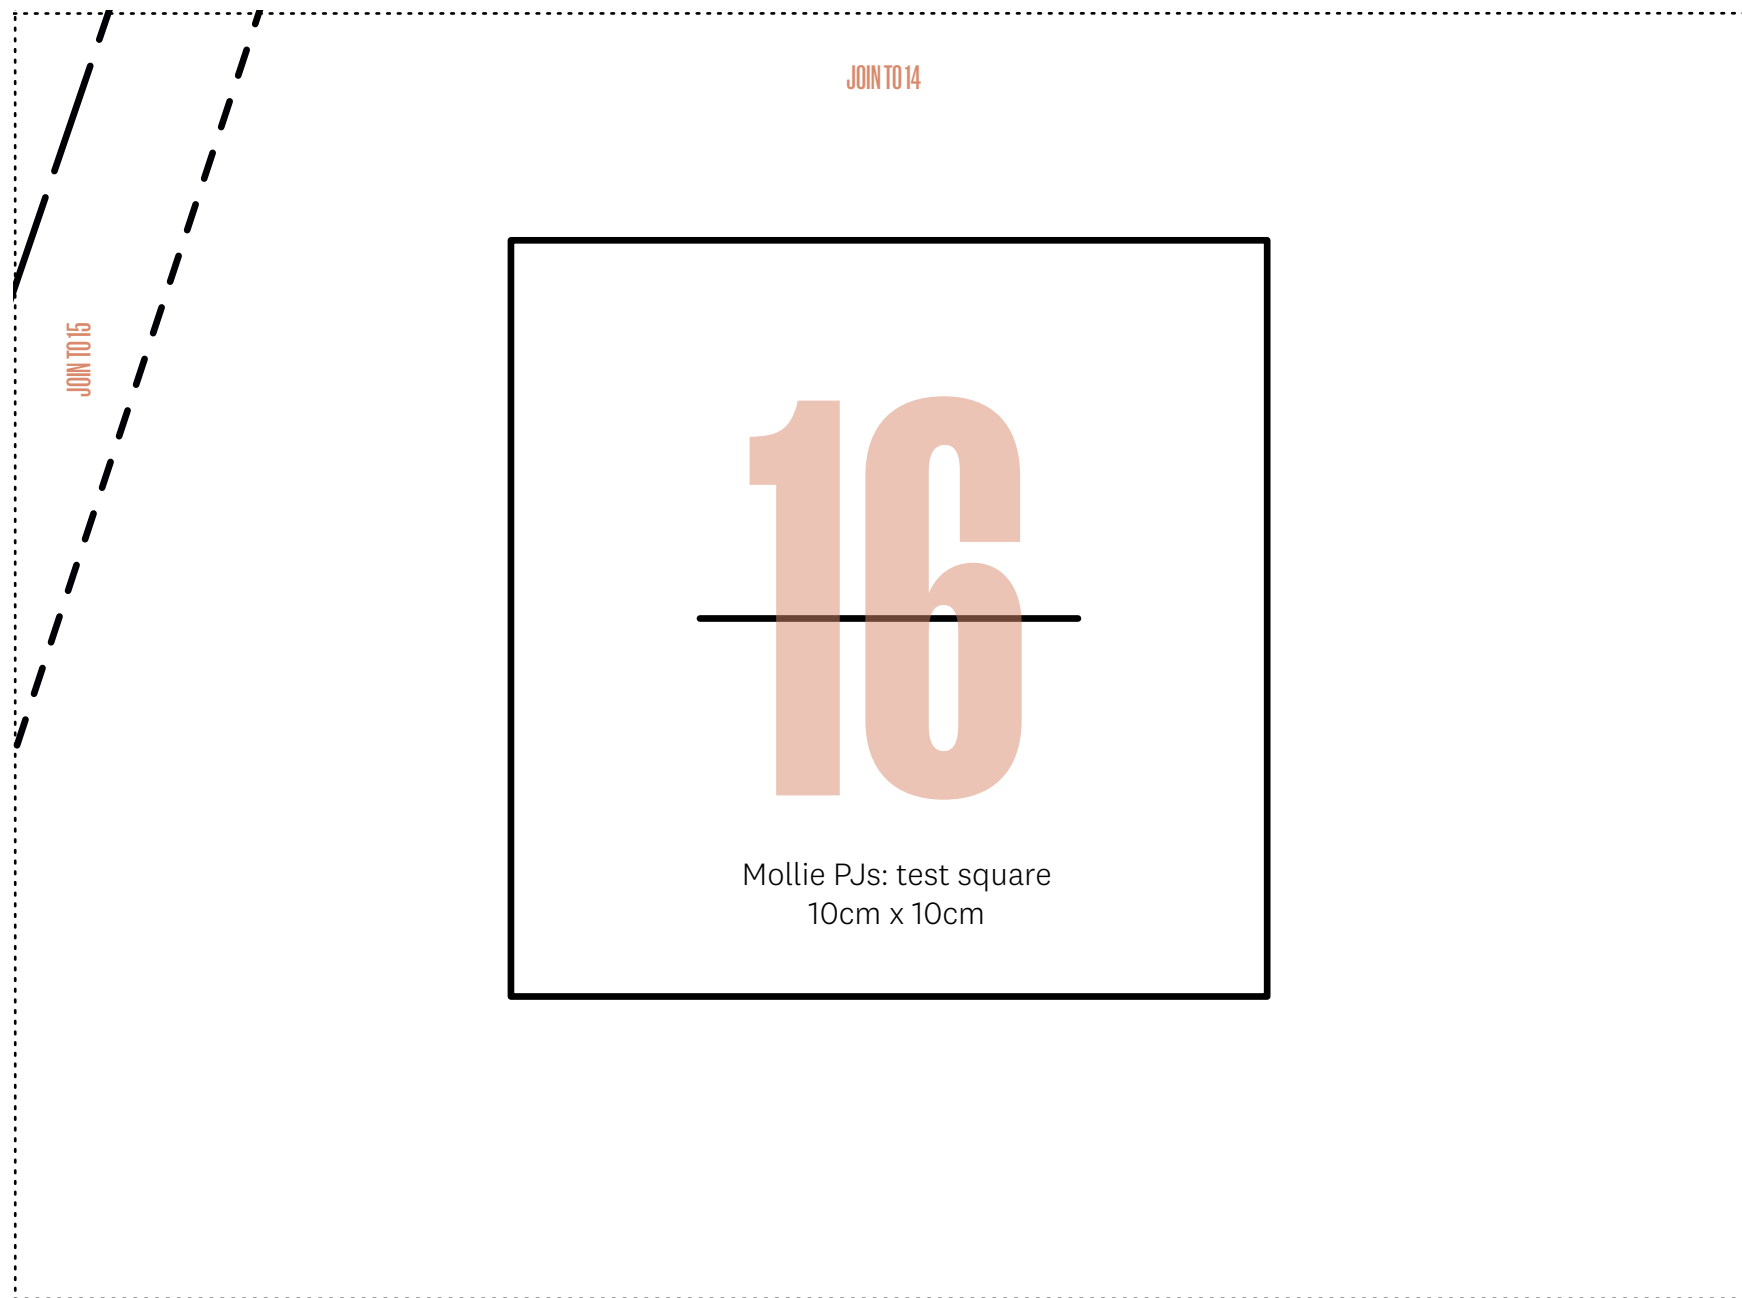 JOIN TO 14
JOIN TO 15
16
Mollie PJs: test square
10cm x 10cm